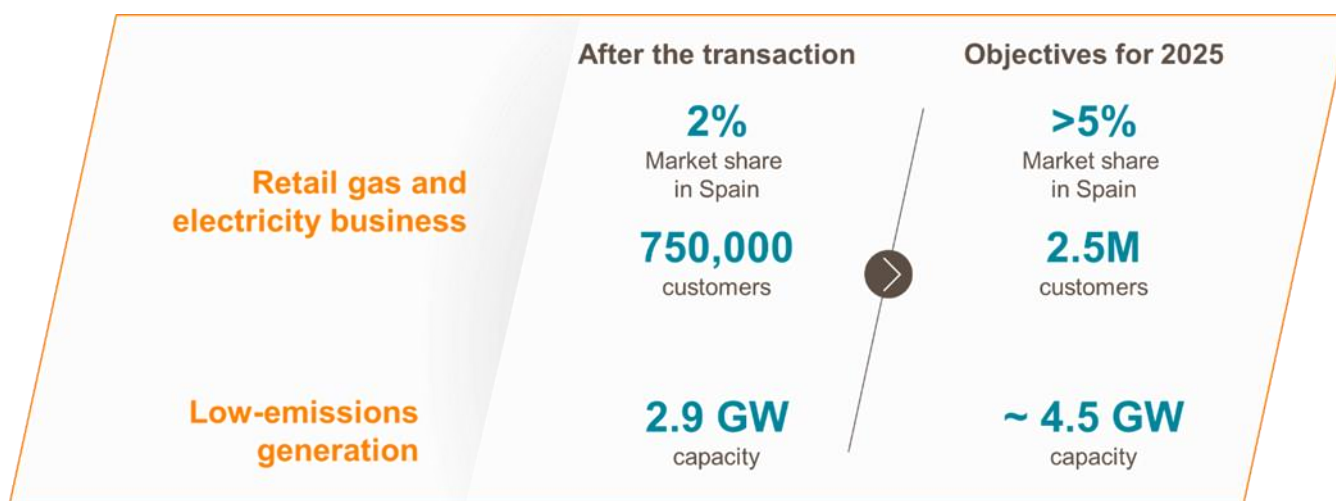 After the transaction
Objectives for 2025
Retail gas and
electricity business
2%
Market share
in Spain
750,000
customers
>5%
Market share
in Spain
2.5M
customers
Low-emissions
generation
2.9 GW
capacity
~ 4.5 GW
capacity